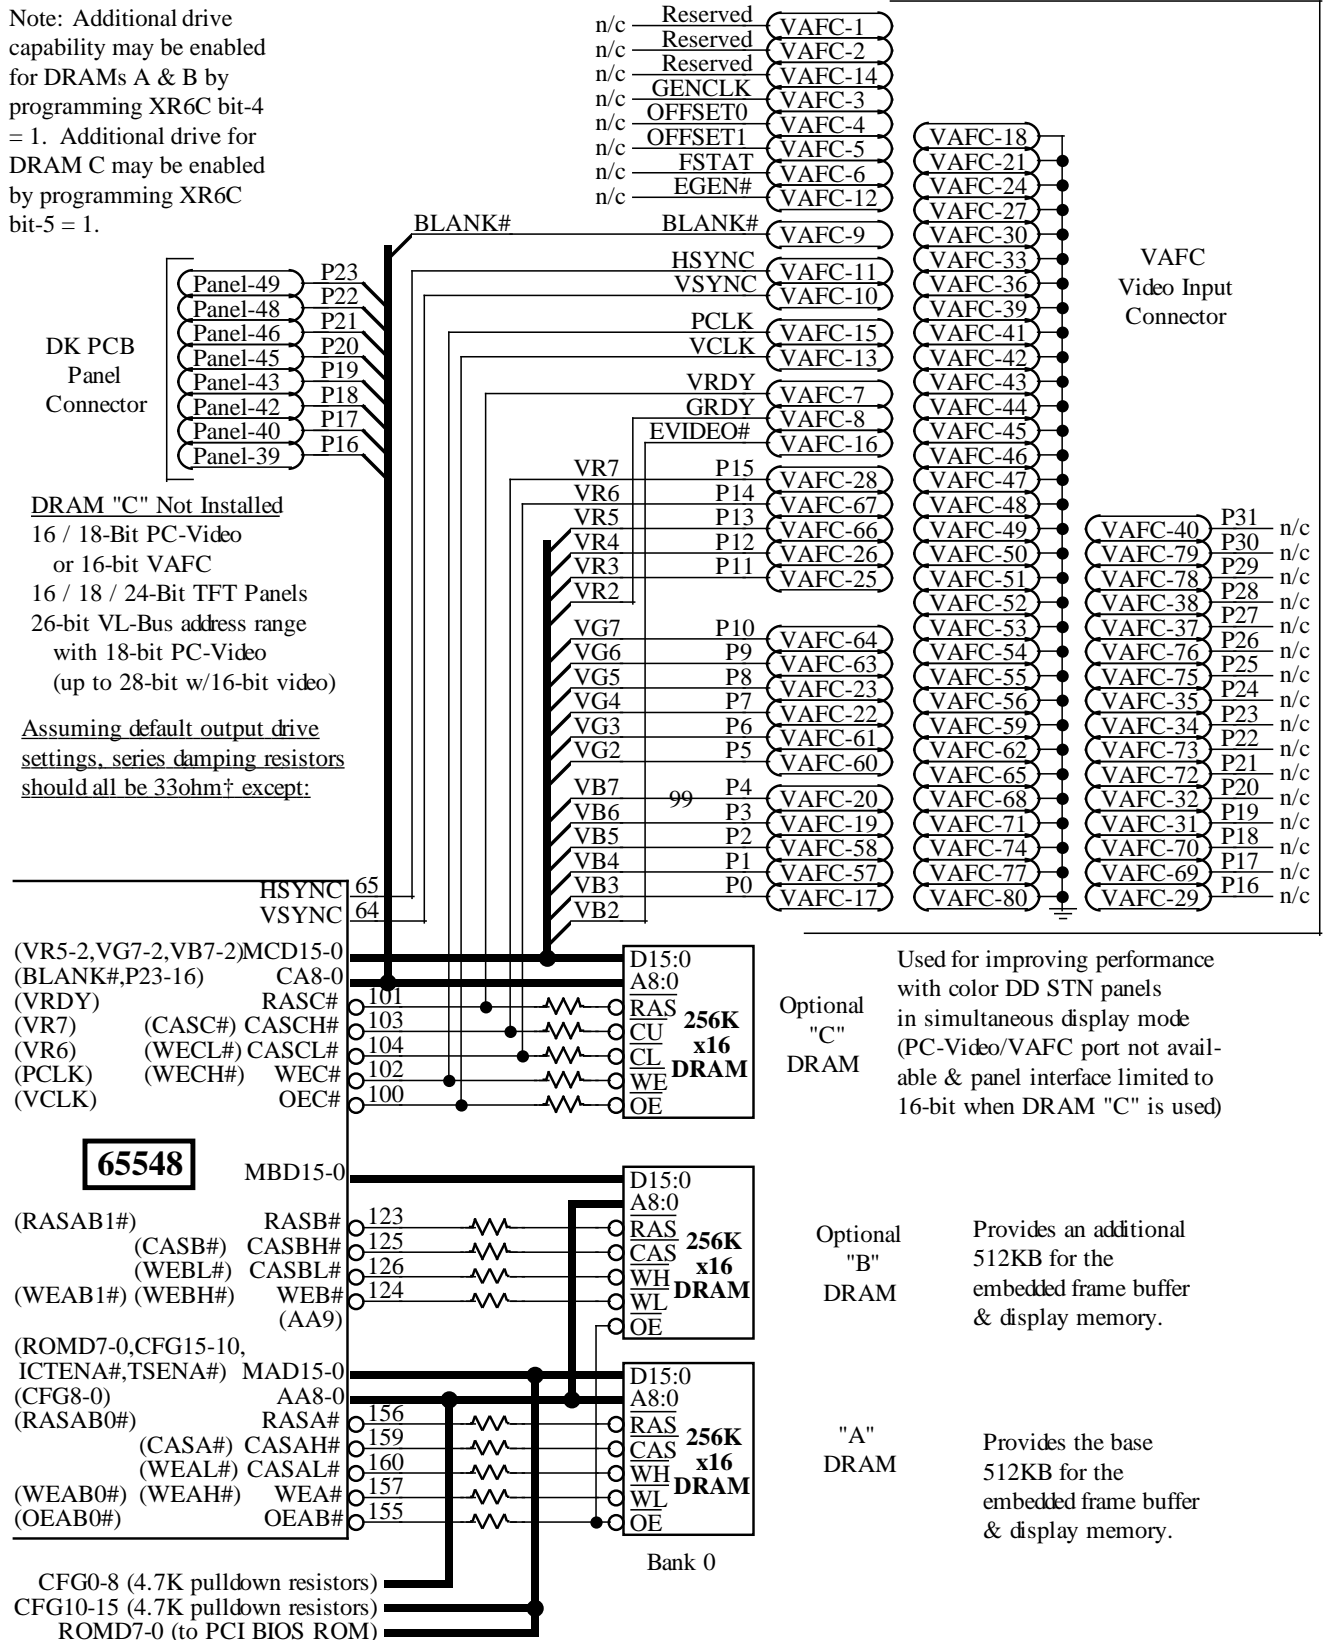 Note: Additional drive
capability may be enabled
for DRAMs A & B by
programming XR6C bit-4
= 1. Additional drive for
DRAM C may be enabled
by programming XR6C
bit-5 = 1.
n/c Reserved VAFC-1
n/c Reserved VAFC-2
n/c Reserved VAFC-14
n/c GENCLK VAFC-3
n/c OFFSET0 VAFC-4
n/c OFFSET1 VAFC-5
n/c FSTAT VAFC-6
n/c EGEN# VAFC-12
BLANK# BLANK# VAFC-9
HSYNC VAFC-11
VSYNC VAFC-10
PCLK VAFC-15
VCLK VAFC-13
VRDY VAFC-7
GRDY VAFC-8
EVIDEO# VAFC-16
VR7 P15 VAFC-28
VR6 P14 VAFC-67
VR5 P13 VAFC-66
VR4 P12 VAFC-26
VR3 P11 VAFC-25
VR2
VG7 P10 VAFC-64
VG6 P9 VAFC-63
VG5 P8 VAFC-23
VG4 P7 VAFC-22
VG3 P6 VAFC-61
VG2 P5 VAFC-60
VB7 99 P4 VAFC-20
VB6 P3 VAFC-19
VB5 P2 VAFC-58
VB4 P1 VAFC-57
VB3 P0 VAFC-17
VB2
VAFC-18
VAFC-21
VAFC-24
VAFC-27
VAFC-30
VAFC-33
VAFC-36
VAFC-39
VAFC-41
VAFC-42
VAFC-43
VAFC-44
VAFC-45
VAFC-46
VAFC-47
VAFC-48
VAFC-49
VAFC-50
VAFC-51
VAFC-52
VAFC-53
VAFC-54
VAFC-55
VAFC-56
VAFC-59
VAFC-62
VAFC-65
VAFC-68
VAFC-71
VAFC-74
VAFC-77
VAFC-80
VAFC
Video Input
Connector
VAFC-40 P31 n/c
VAFC-79 P30 n/c
VAFC-78 P29 n/c
VAFC-38 P28 n/c
VAFC-37 P27 n/c
VAFC-76 P26 n/c
VAFC-75 P25 n/c
VAFC-35 P24 n/c
VAFC-34 P23 n/c
VAFC-73 P22 n/c
VAFC-72 P21 n/c
VAFC-32 P20 n/c
VAFC-31 P19 n/c
VAFC-70 P18 n/c
VAFC-69 P17 n/c
VAFC-29 P16 n/c
DK PCB
Panel
Connector
Panel-49 P23
Panel-48 P22
Panel-46 P21
Panel-45 P20
Panel-43 P19
Panel-42 P18
Panel-40 P17
Panel-39 P16
DRAM "C" Not Installed
16 / 18-Bit PC-Video
or 16-bit VAFC
16 / 18 / 24-Bit TFT Panels
26-bit VL-Bus address range
with 18-bit PC-Video
(up to 28-bit w/16-bit video)
Assuming default output drive
settings, series damping resistors
should all be 33ohm† except:
HSYNC 65
VSYNC 64
(VR5-2,VG7-2,VB7-2) MCD15-0
(BLANK#,P23-16) CA8-0
(VRDY) RASC# 101
(VR7) (CASC#) CASCH# 103
(VR6) (WECL#) CASCL# 104
(PCLK) (WECH#) WEC# 102
(VCLK) OEC# 100
D15:0
A8:0
RAS
CU
CL
WE
OE
256K
x16
DRAM
Optional
"C"
DRAM
Used for improving performance
with color DD STN panels
in simultaneous display mode
(PC-Video/VAFC port not avail-
able & panel interface limited to
16-bit when DRAM "C" is used)
65548
MBD15-0
(RASAB1#) RASB# 123
(CASB#) CASBH# 125
(WEBL#) CASBL# 126
(WEAB1#) (WEBH#) WEB# 124
(AA9)
D15:0
A8:0
RAS
CAS
WH
WL
OE
256K
x16
DRAM
Optional
"B"
DRAM
Provides an additional
512KB for the
embedded frame buffer
& display memory.
(ROMD7-0,CFG15-10,
ICTENA#,TSENA#) MAD15-0
(CFG8-0) AA8-0
(RASAB0#) RASA# 156
(CASA#) CASAH# 159
(WEAL#) CASAL# 160
(WEAB0#) (WEAH#) WEA# 157
(OEAB0#) OEAB# 155
D15:0
A8:0
RAS
CAS
WH
WL
OE
256K
x16
DRAM
"A"
DRAM
Provides the base
512KB for the
embedded frame buffer
& display memory.
Bank 0
CFG0-8 (4.7K pulldown resistors)
CFG10-15 (4.7K pulldown resistors)
ROMD7-0 (to PCI BIOS ROM)